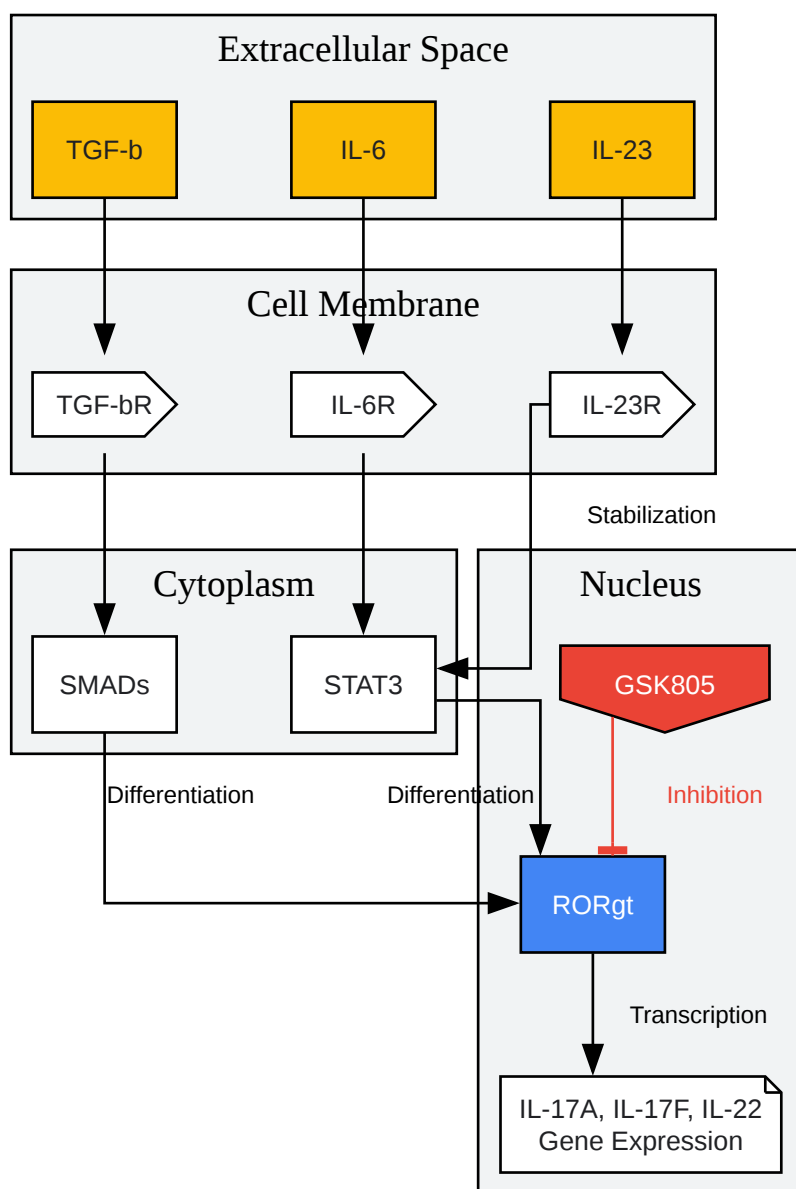 Extracellular Space
TGF-b
IL-6
IL-23
Cell Membrane
TGF-bR
IL-6R
IL-23R
Stabilization
Cytoplasm
Nucleus
SMADs
STAT3
GSK805
Differentiation
Differentiation
Inhibition
RORgt
Transcription
IL-17A, IL-17F, IL-22
Gene Expression